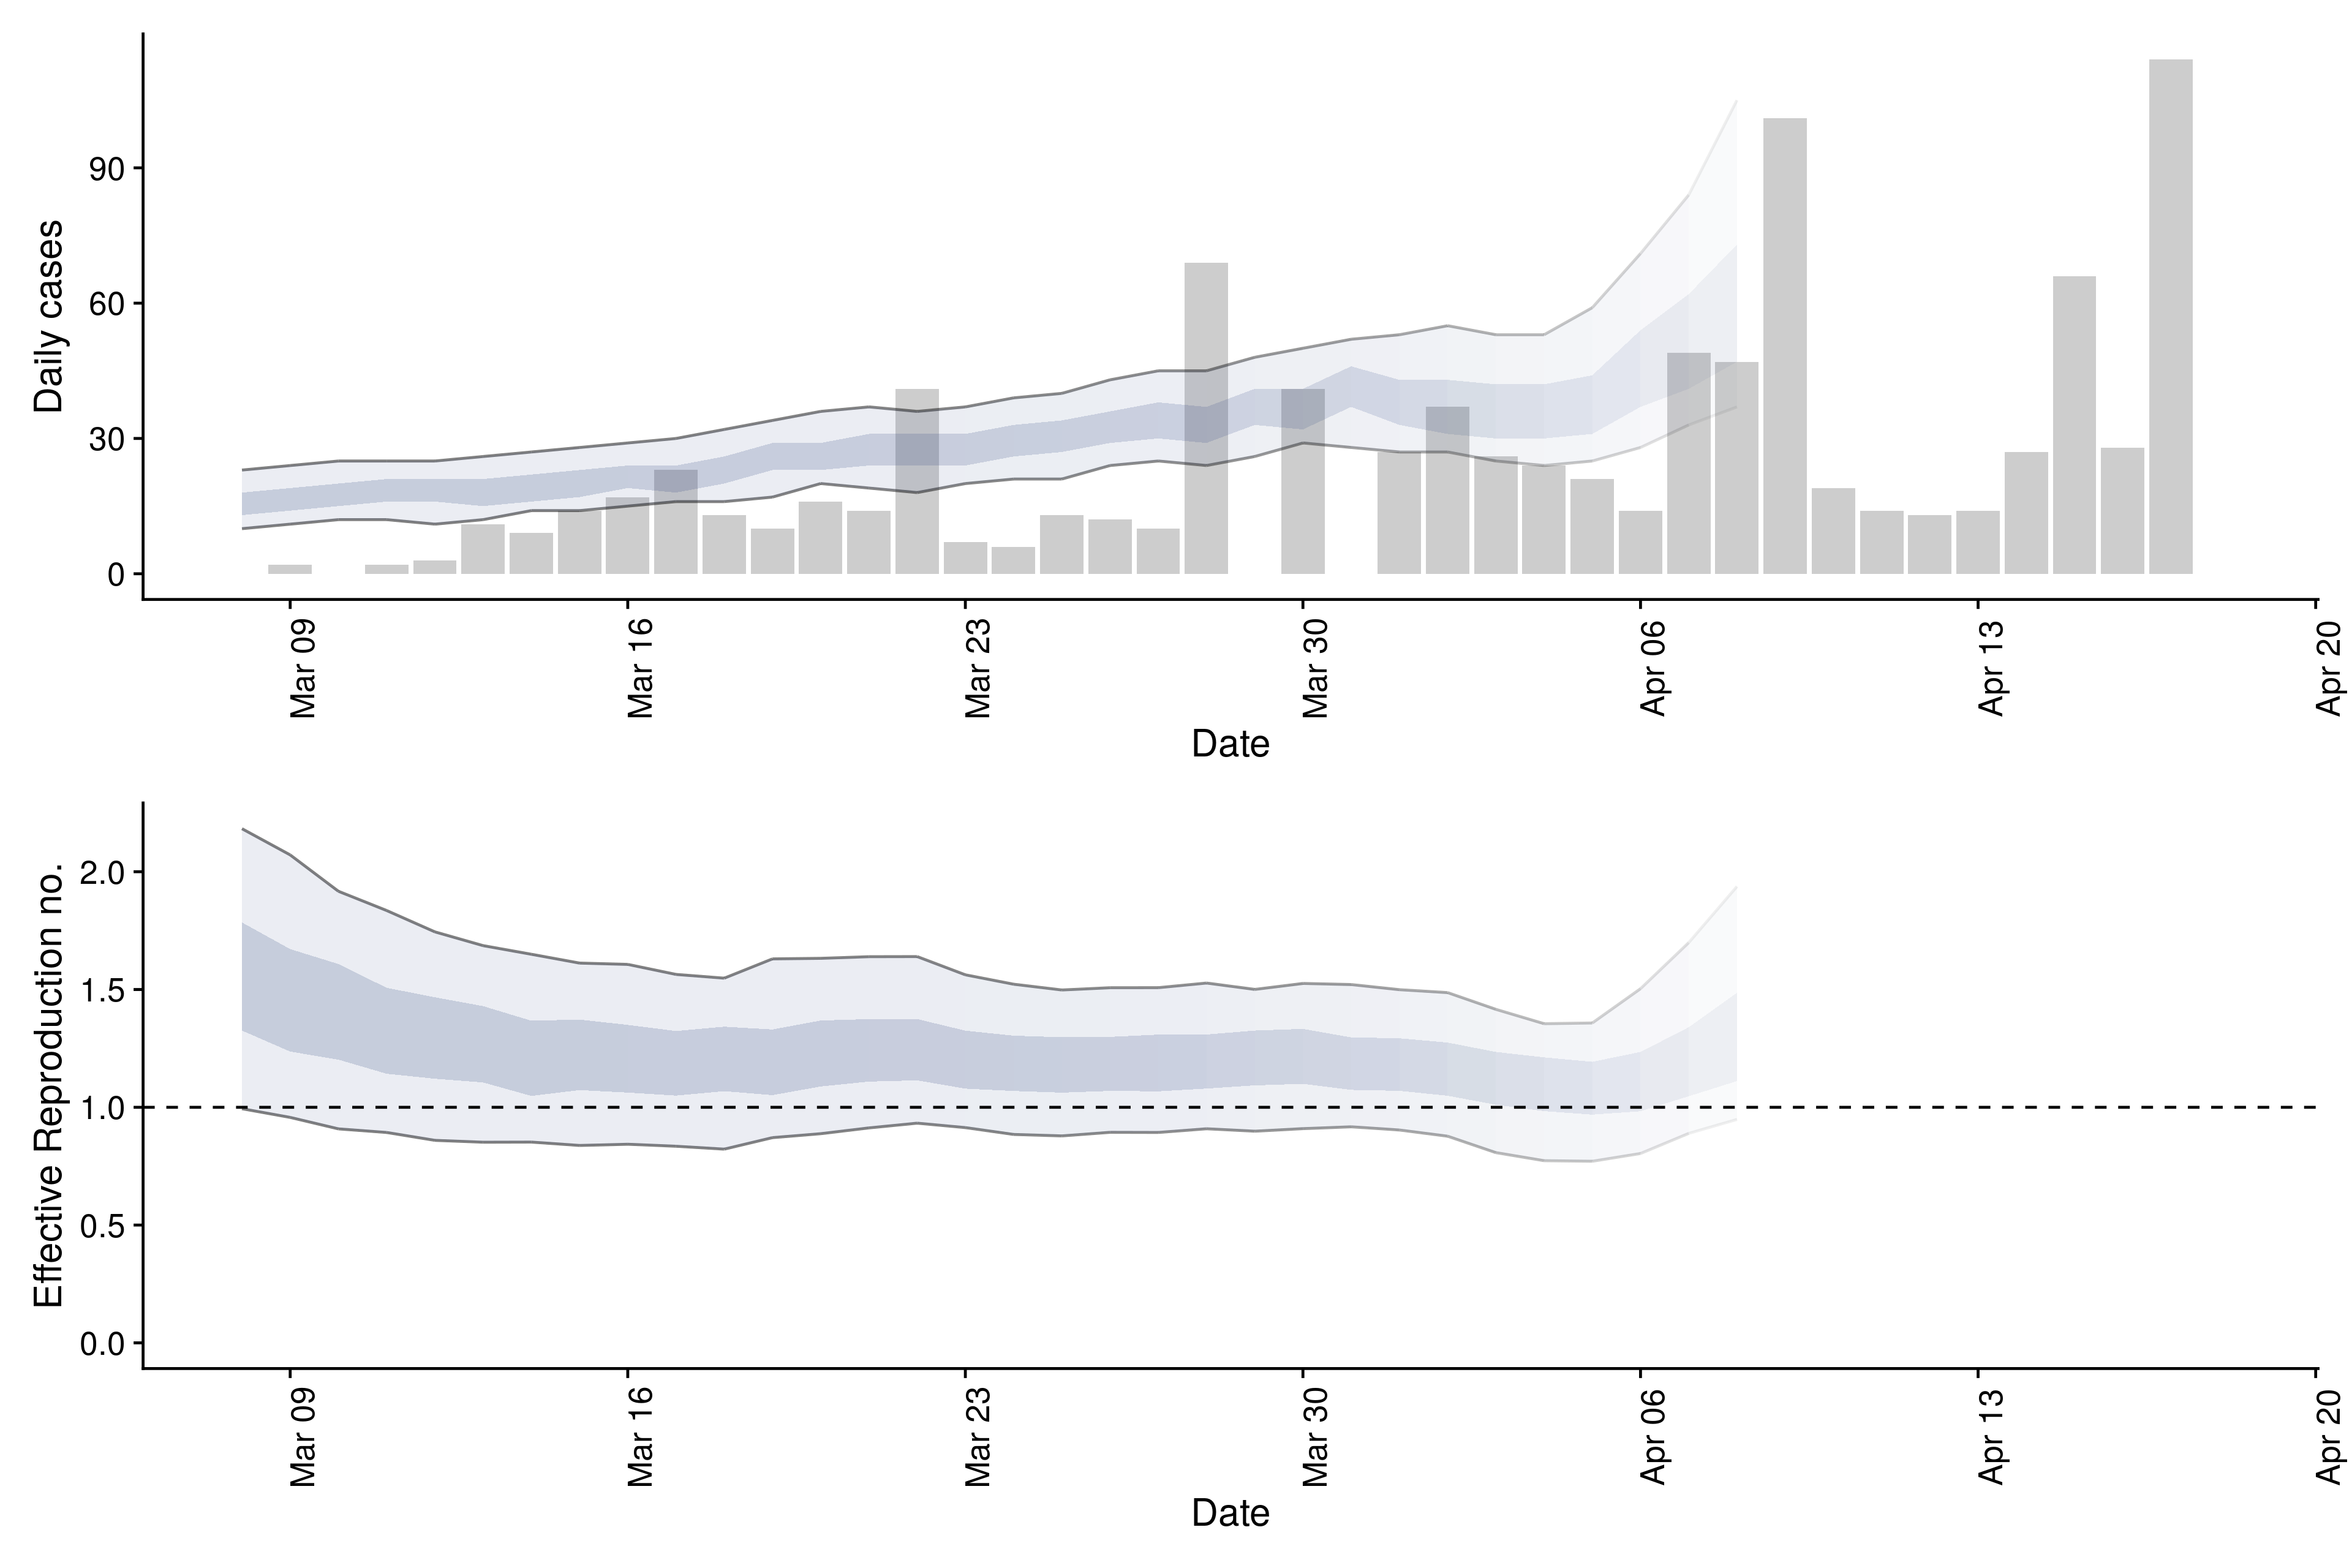 Daily cases
90
60
30
0
Mar 09
Mar 16
Mar 23
Mar 30
Apr 06
Apr 13
Apr 20
Date
Effective Reproduction no.
2.0
1.5
1.0
0.5
0.0
Mar 09
Mar 16
Mar 23
Mar 30
Apr 06
Apr 13
Apr 20
Date